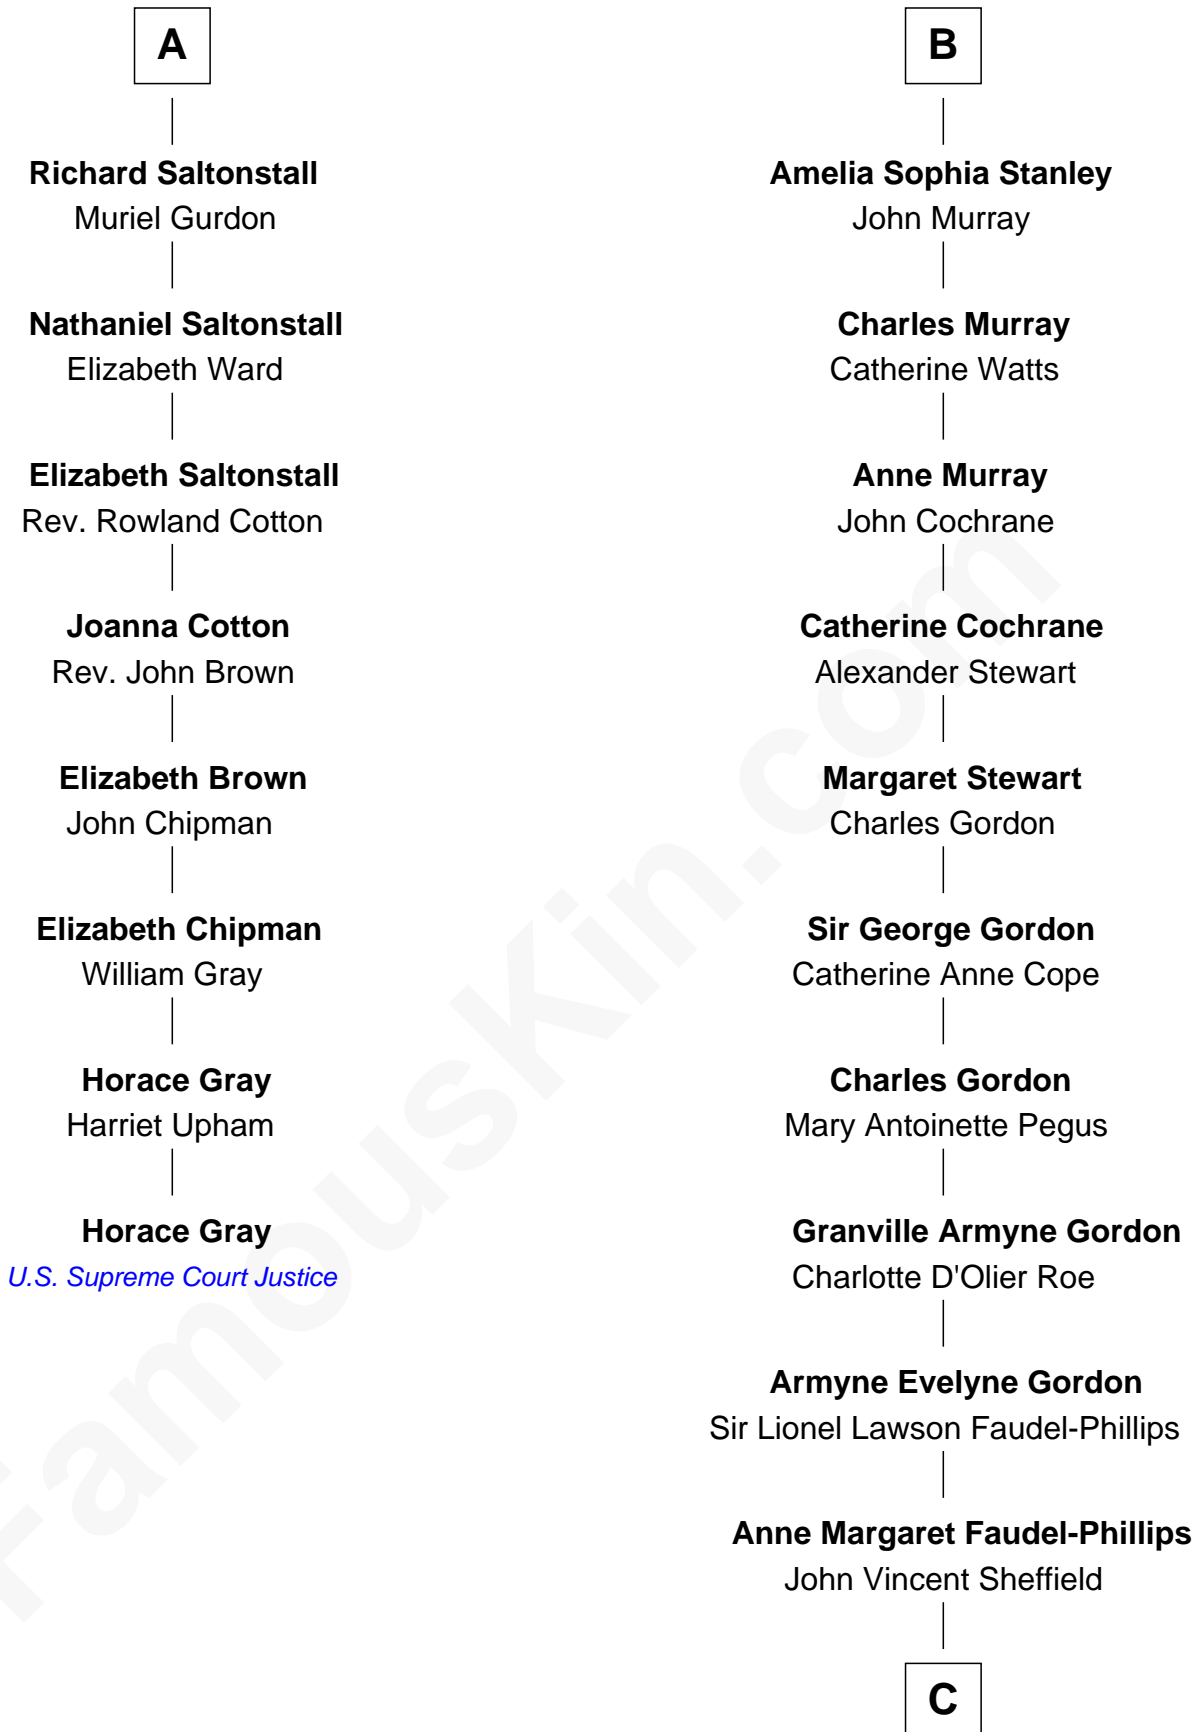 A
Richard Saltonstall
Muriel Gurdon
Nathaniel Saltonstall
Elizabeth Ward
Elizabeth Saltonstall
Rev. Rowland Cotton
Joanna Cotton
Rev. John Brown
Elizabeth Brown
John Chipman
Elizabeth Chipman
William Gray
Horace Gray
Harriet Upham
Horace Gray
U.S. Supreme Court Justice
B
Amelia Sophia Stanley
John Murray
Charles Murray
Catherine Watts
Anne Murray
John Cochrane
Catherine Cochrane
Alexander Stewart
Margaret Stewart
Charles Gordon
Sir George Gordon
Catherine Anne Cope
Charles Gordon
Mary Antoinette Pegus
Granville Armyne Gordon
Charlotte D'Olier Roe
Armyne Evelyne Gordon
Sir Lionel Lawson Faudel-Phillips
Anne Margaret Faudel-Phillips
John Vincent Sheffield
C
FamousKin.com